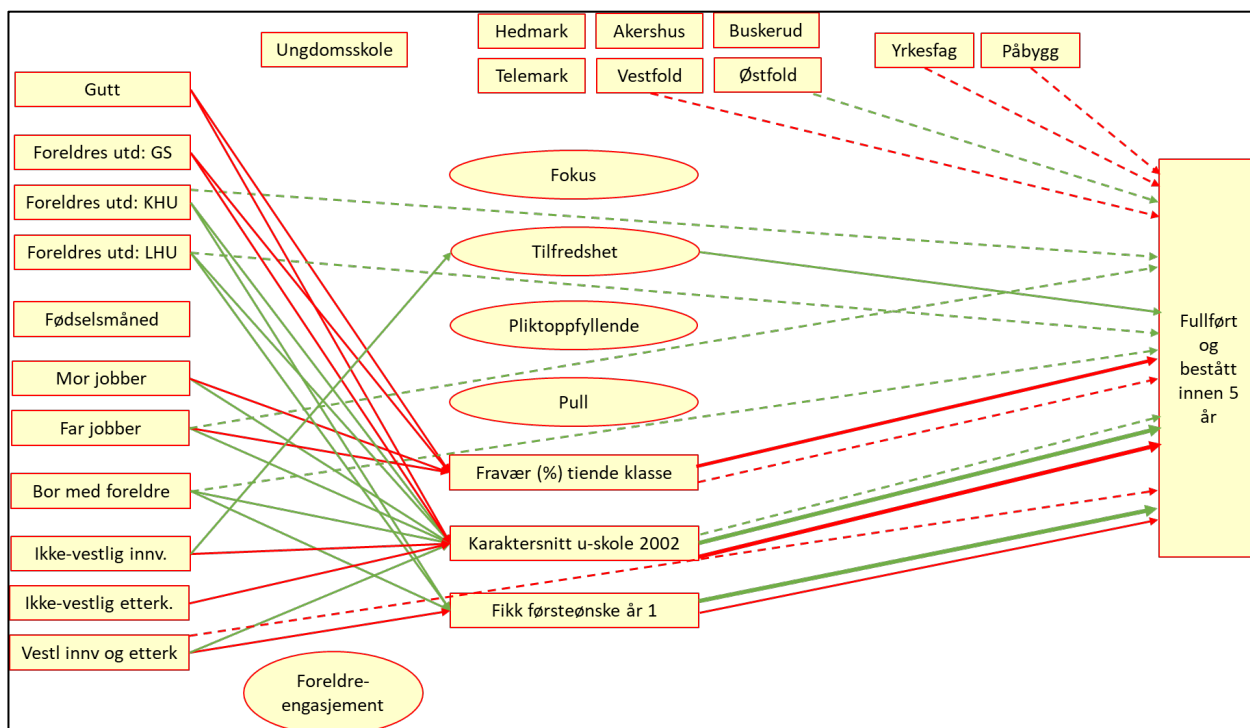 Ungdomsskole
Hedmark
Akershus
Buskerud
Telemark
Vestfold
Østfold
Yrkesfag
Påbygg
Gutt
Foreldres utd: GS
Foreldres utd: KHU
Foreldres utd: LHU
Fødselsmåned
Mor jobber
Far jobber
Bor med foreldre
Ikke-vestlig innv.
Ikke-vestlig etterk.
Vestl innv og etterk
Fokus
Tilfredshet
Pliktoppfyllende
Pull
Fravær (%) tiende klasse
Karaktersnitt u-skole 2002
Fikk førsteønske år 1
Foreldre-
engasjement
Fullført
og
bestått
innen 5
år